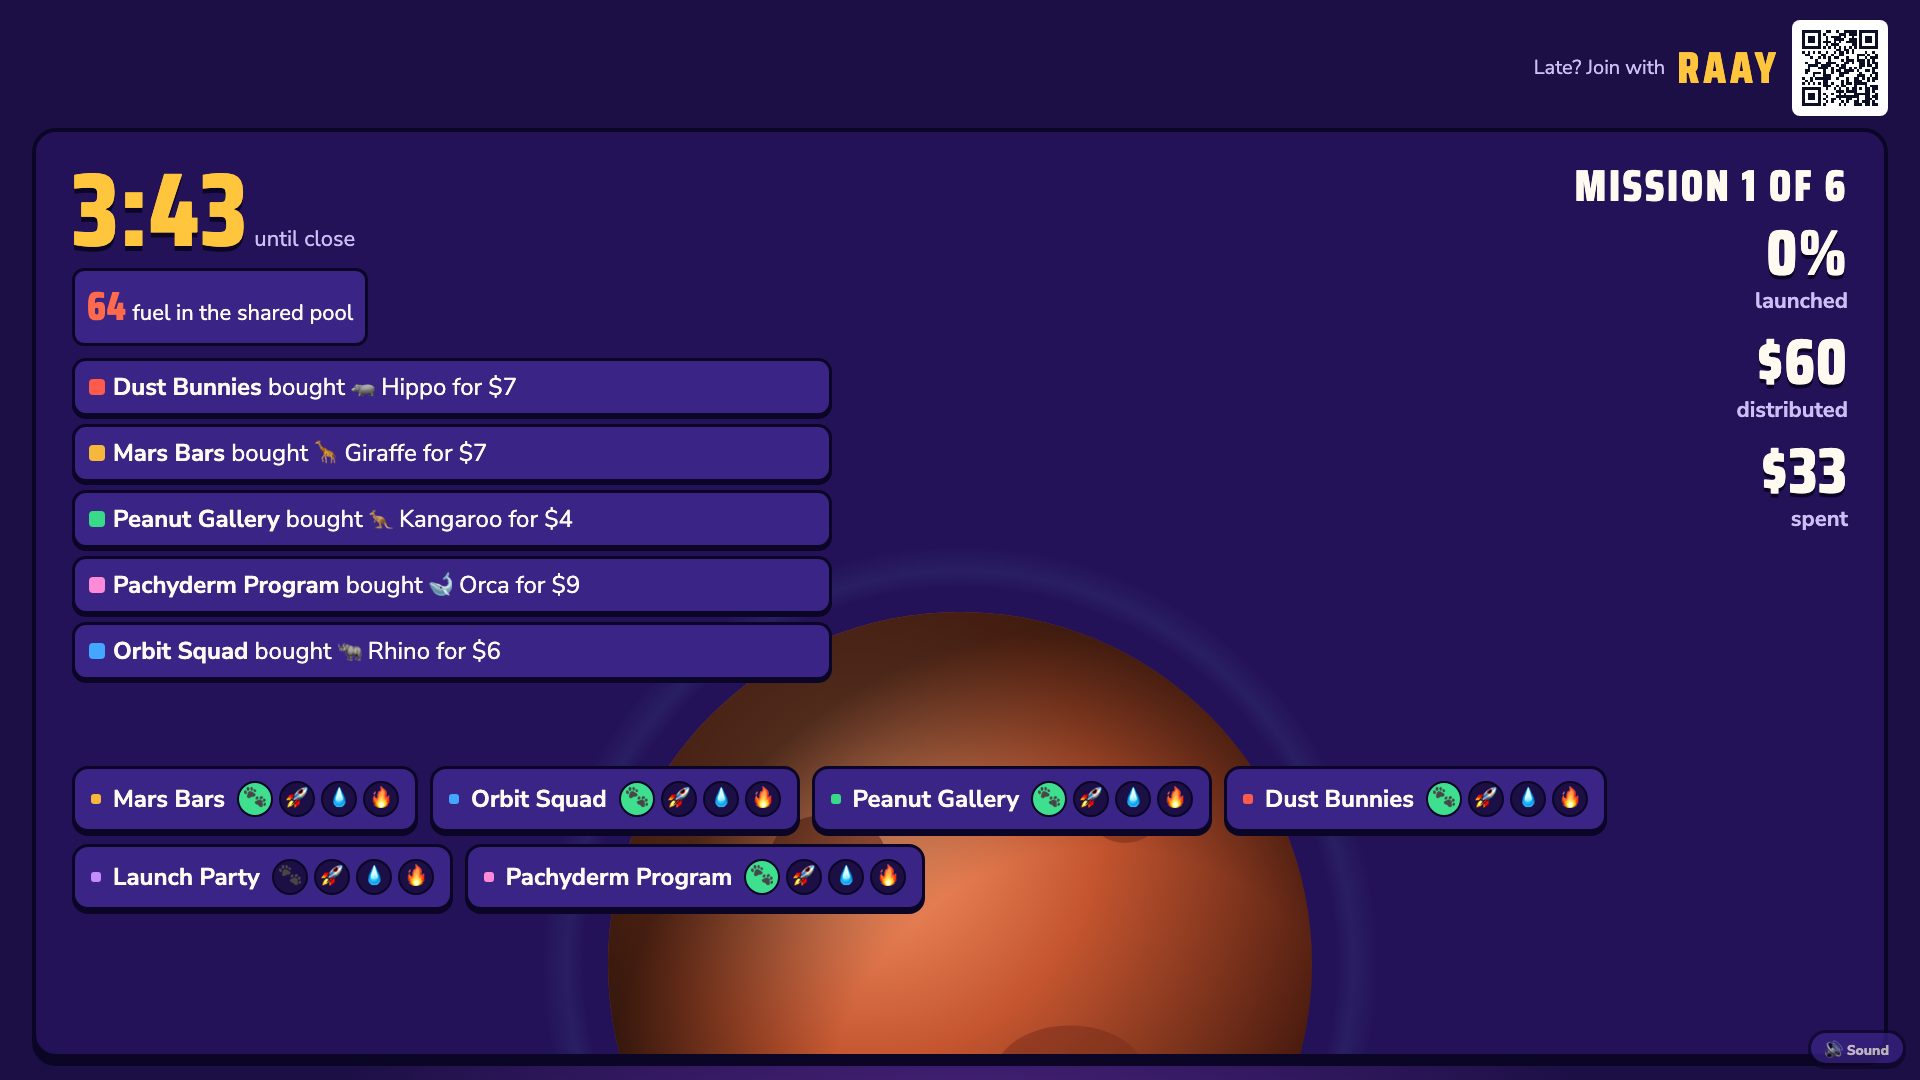 Late? Join with RAAY
3:43 until close
MISSION 1 OF 6
64 fuel in the shared pool
0%
launched
$60
distributed
$33
spent
Dust Bunnies bought 🦛 Hippo for $7
Mars Bars bought 🦒 Giraffe for $7
Peanut Gallery bought 🦘 Kangaroo for $4
Pachyderm Program bought 🐋 Orca for $9
Orbit Squad bought 🦏 Rhino for $6
Mars Bars
Orbit Squad
Peanut Gallery
Dust Bunnies
Launch Party
Pachyderm Program
Sound